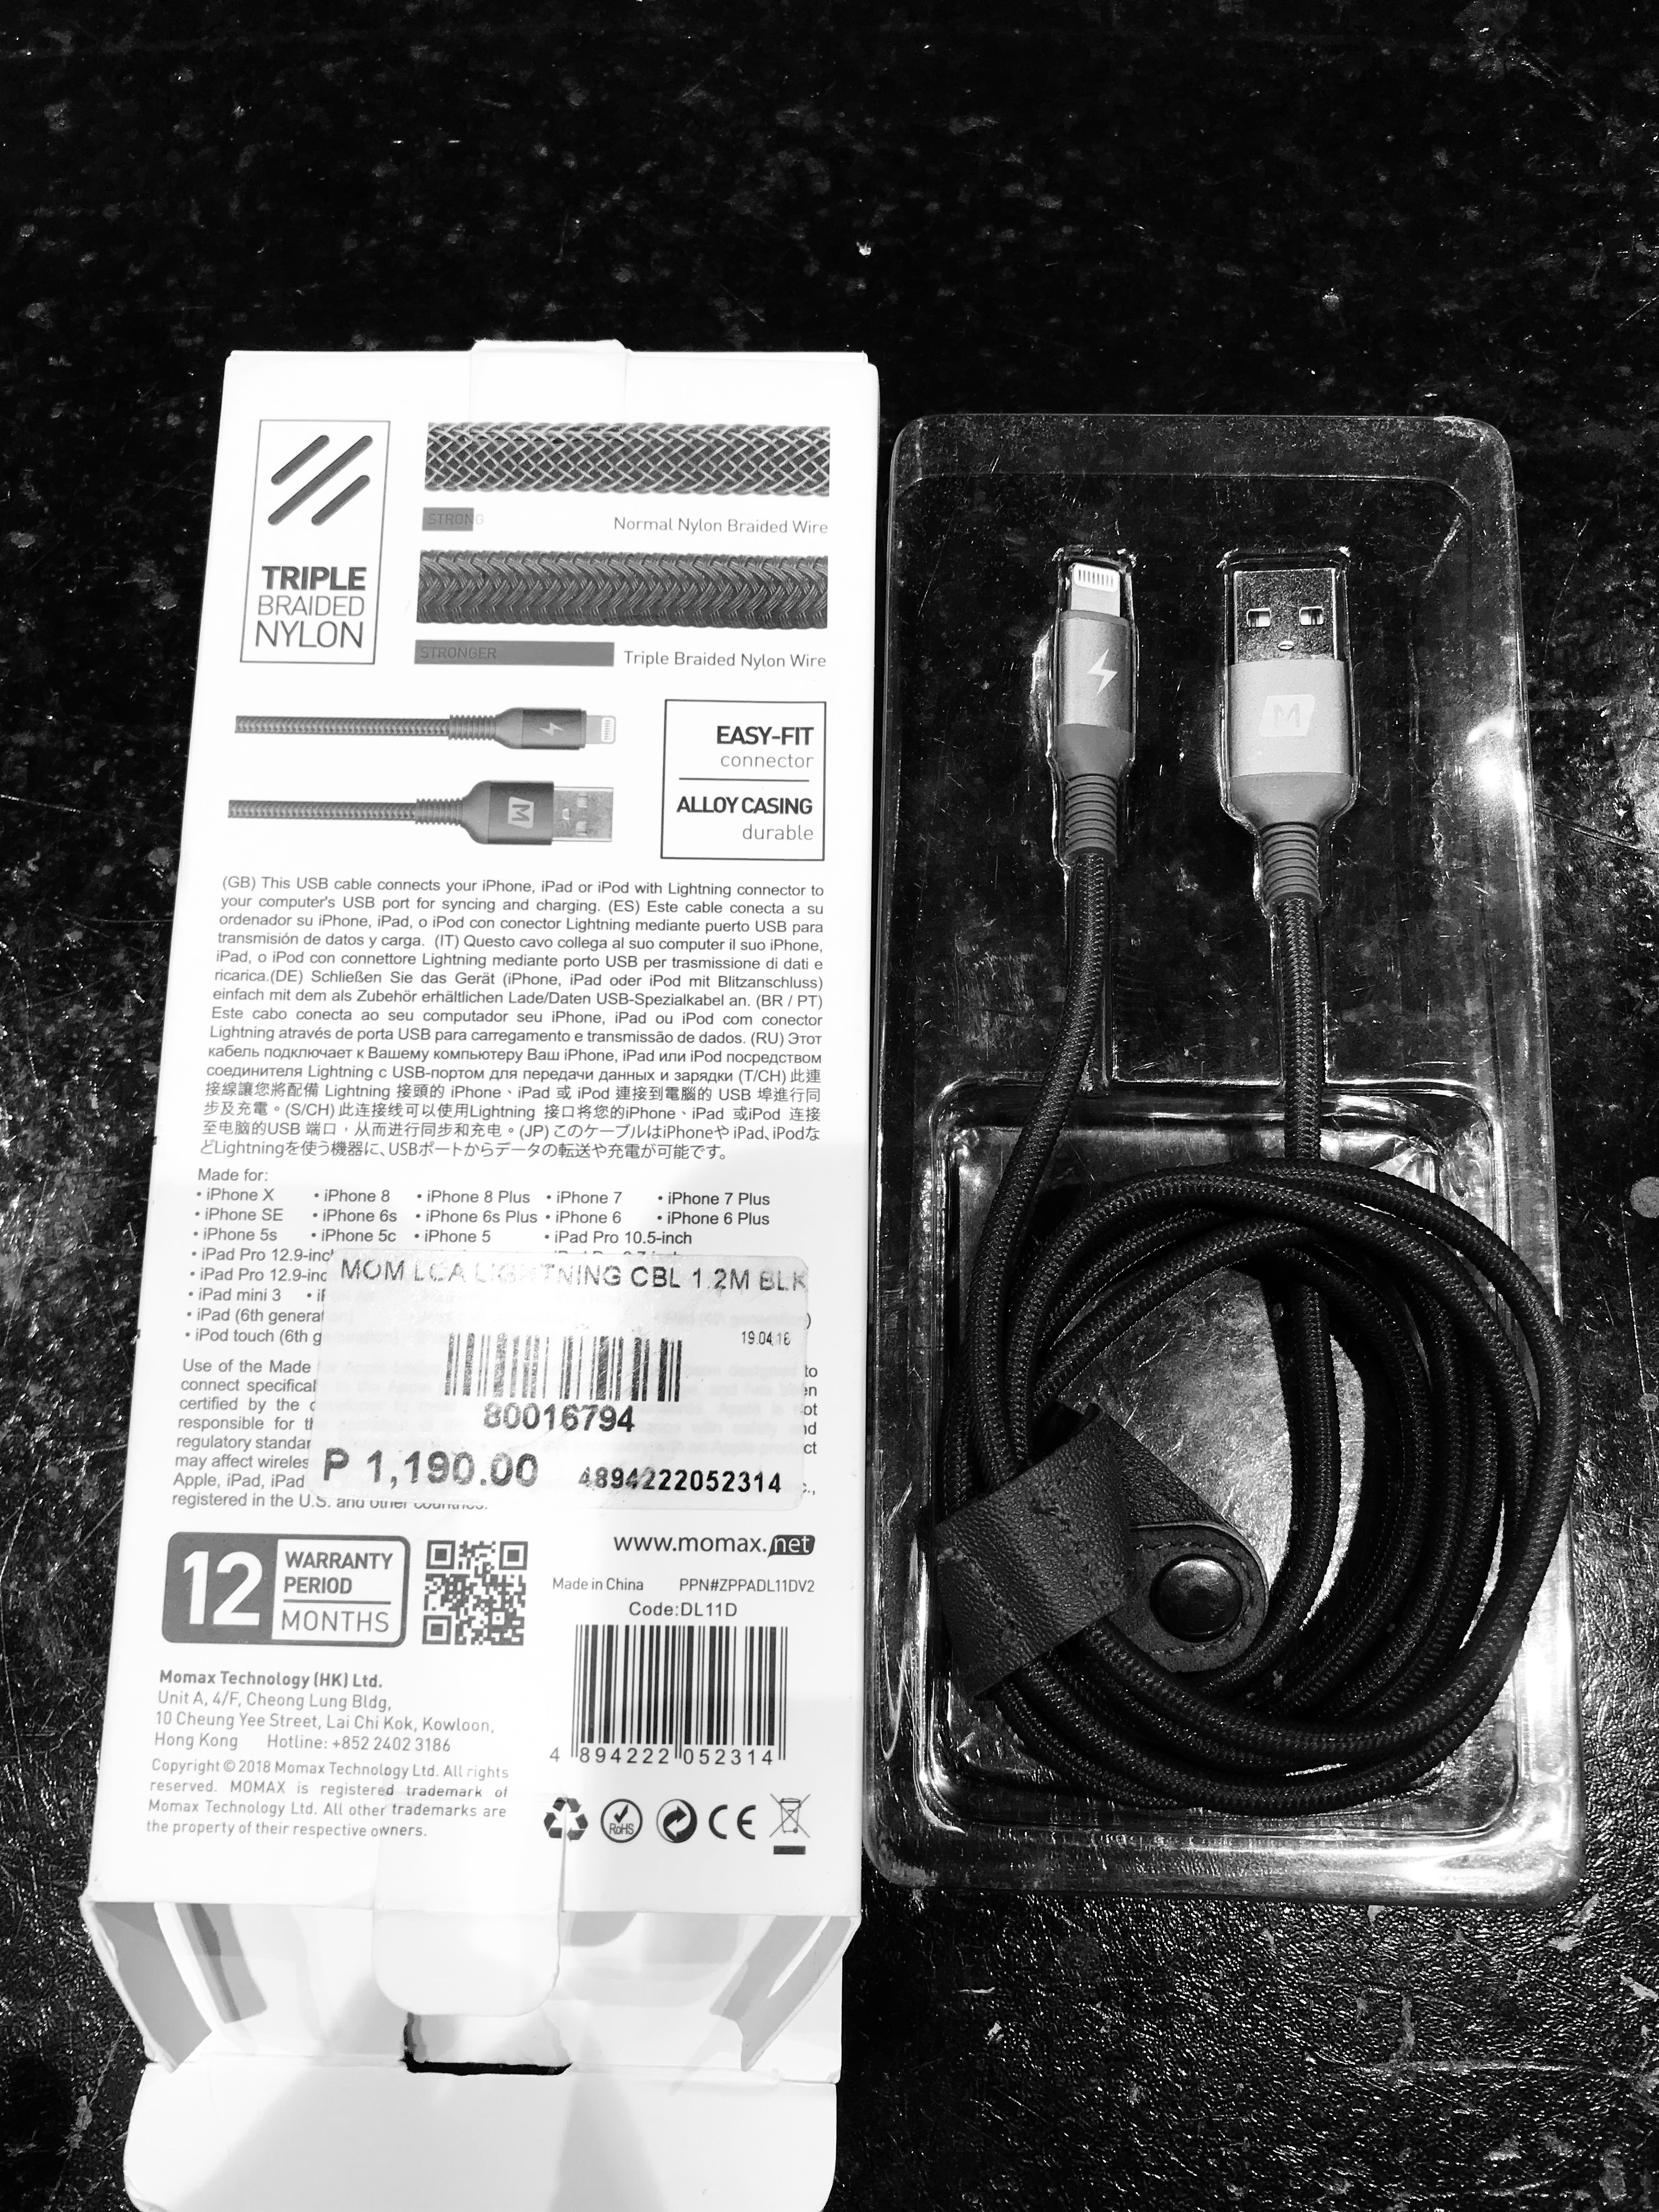 TRIPLE
BRAIDED
NYLON
STRONG
Normal Nylon Braided Wire
STRONGER
Triple Braided Nylon Wire
EASY-FIT
connector
ALLOY CASING
durable
M
M
(GB) This USB cable connects your iPhone, iPad or iPod with Lightning connector to
your computer's USB port for syncing and charging. (ES) Este cable conecta a su
ordenador su iPhone, iPad, o iPod con conector Lightning mediante puerto USB para
transmisión de datos y carga. (IT) Questo cavo collega al suo computer il suo iPhone,
iPad, o iPod con connettore Lightning mediante porto USB per trasmissione di dati e
ricarica.(DE) Schließen Sie das Gerät (iPhone, iPad oder iPod mit Blitzanschluss)
einfach mit dem als Zubehör erhältlichen Lade/Daten USB-Spezialkabel an. (BR / PT)
Este cabo conecta ao seu computador seu iPhone, iPad ou iPod com conector
Lightning através de porta USB para carregamento e transmissão de dados. (RU) Этот
кабель подключает к Вашему компьютеру Ваш iPhone, iPad или iPod посредством
соединителя Lightning с USB-портом для передачи данных и зарядки (T/CH) 此連
接線讓您將配備 Lightning 接頭的 iPhone、iPad 或 iPod 連接到電腦的 USB 埠進行同
步及充電。(S/CH) 此连接线可以使用Lightning 接口将您的iPhone、iPad 或iPod 连接
至电脑的USB 端口，从而进行同步和充电。(JP) このケーブルはiPhoneや iPad、iPodな
どLightningを使う機器に、USBポートからデータの転送や充電が可能です。
Made for:
• iPhone X • iPhone 8 • iPhone 8 Plus • iPhone 7 • iPhone 7 Plus
• iPhone SE • iPhone 6s • iPhone 6s Plus • iPhone 6 • iPhone 6 Plus
• iPhone 5s • iPhone 5c • iPhone 5 • iPad Pro 10.5-inch
• iPad Pro 12.9-inch
• iPad Pro 12.9-inc
• iPad mini 3
• iPad (6th generat
• iPod touch (6th g
MOM LCA LIGHTNING CBL 1.2M BLK
19.04.16
80016794
P 1,190.00 4894222052314
Use of the Made
connect specifical
certified by the
responsible for th
regulatory standar
may affect wireles
Apple, iPad, iPad
registered in the U.S. and other countries.
12 WARRANTY
PERIOD
MONTHS
www.momax.net
Made in China PPN#ZPPADL11DV2
Code:DL11D
4 894222 052314
Momax Technology (HK) Ltd.
Unit A, 4/F, Cheong Lung Bldg,
10 Cheung Yee Street, Lai Chi Kok, Kowloon,
Hong Kong Hotline: +852 2402 3186
Copyright © 2018 Momax Technology Ltd. All rights
reserved. MOMAX is registered trademark of
Momax Technology Ltd. All other trademarks are
the property of their respective owners.
RoHS
CE